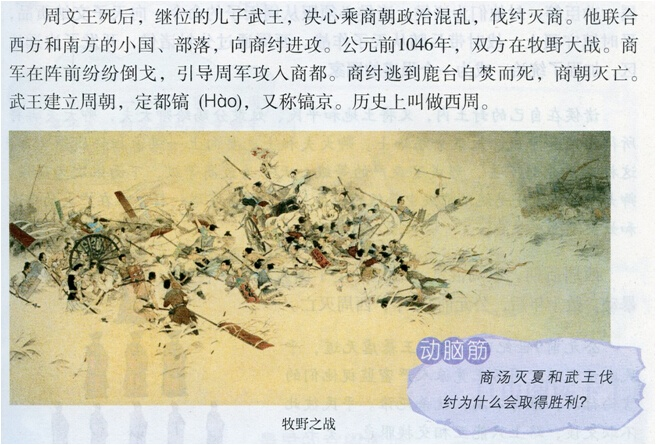 周文王死后，继位的儿子武王，决心乘商朝政治混乱，伐纣灭商。他联合
西方和南方的小国、部落，向商纣进攻。公元前1046年，双方在牧野大战。商
军在阵前纷纷倒戈，引导周军攻入商都。商纣逃到鹿台自焚而死，商朝灭亡。
武王建立周朝，定都镐 (Hào)，又称镐京。历史上叫做西周。
动脑筋
商汤灭夏和武王伐
纣为什么会取得胜利？
牧野之战